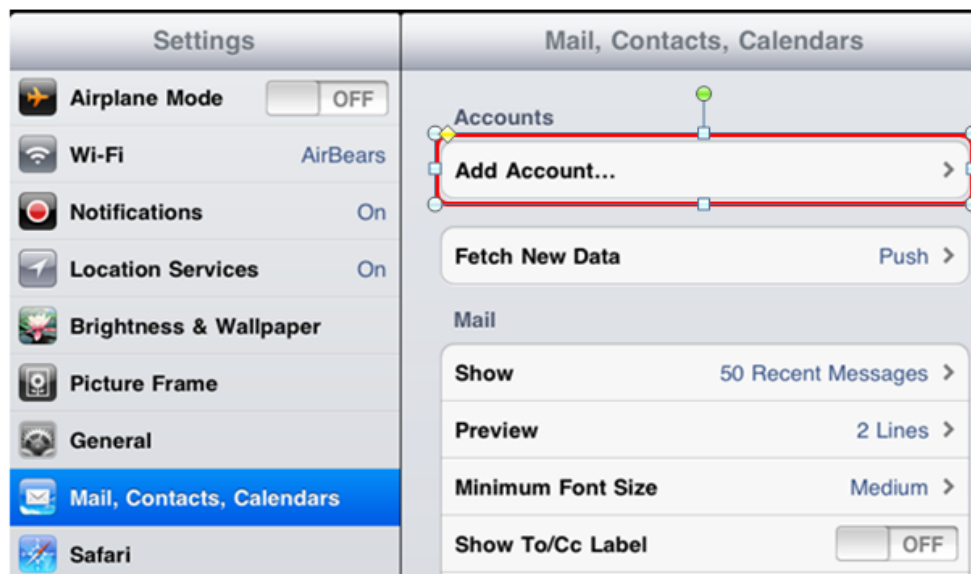 Settings
Airplane Mode OFF
Wi-Fi AirBears
Notifications On
Location Services On
Brightness & Wallpaper
Picture Frame
General
Mail, Contacts, Calendars
Safari
Mail, Contacts, Calendars
Accounts
Add Account...
Fetch New Data Push
Mail
Show 50 Recent Messages
Preview 2 Lines
Minimum Font Size Medium
Show To/Cc Label OFF